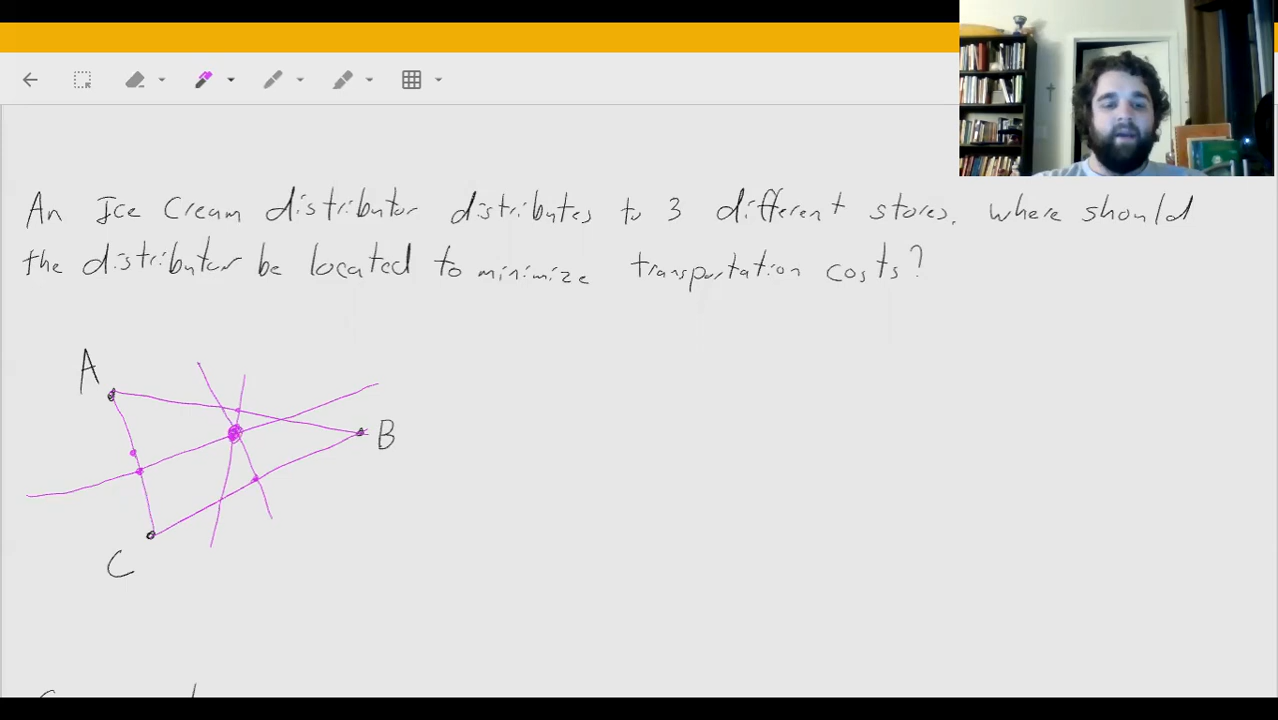 An Ice Cream distributor distributes to 3 different stores. Where should
the distributor be located to minimize transportation costs?
A
B
C